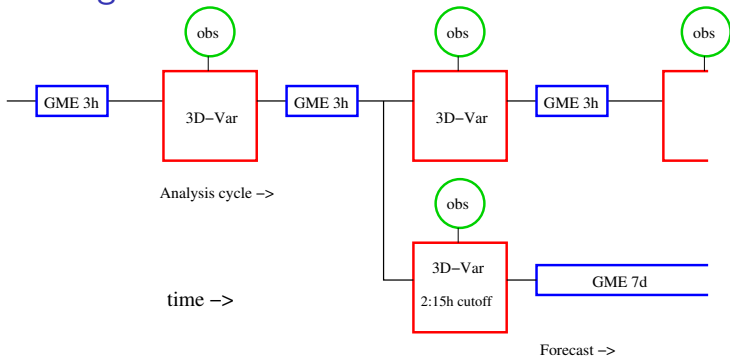 obs
obs
obs
GME 3h
3D-Var
GME 3h
3D-Var
GME 3h
Analysis cycle ->
obs
3D-Var
2:15h cutoff
GME 7d
time ->
Forecast ->